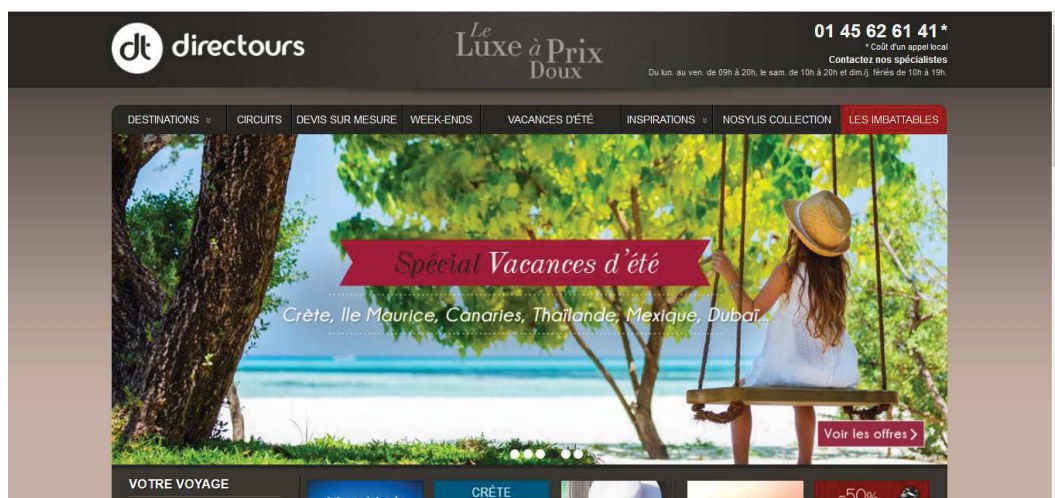 dt directours
Le
Luxe à Prix
Doux
01 45 62 61 41*
* Coût d'un appel local
Contactez nos spécialistes
Du lun. au ven. de 09h à 20h, le sam. de 10h à 20h et dim./j. fériés de 10h à 19h.
DESTINATIONS CIRCUITS DEVIS SUR MESURE WEEK-ENDS VACANCES D'ÉTÉ INSPIRATIONS NOSYLIS COLLECTION LES IMBATTABLES
Spécial Vacances d'été
Crète, Ile Maurice, Canaries, Thaïlande, Mexique, Dubaï...
Voir les offres >
VOTRE VOYAGE
CRÈTE
-50%